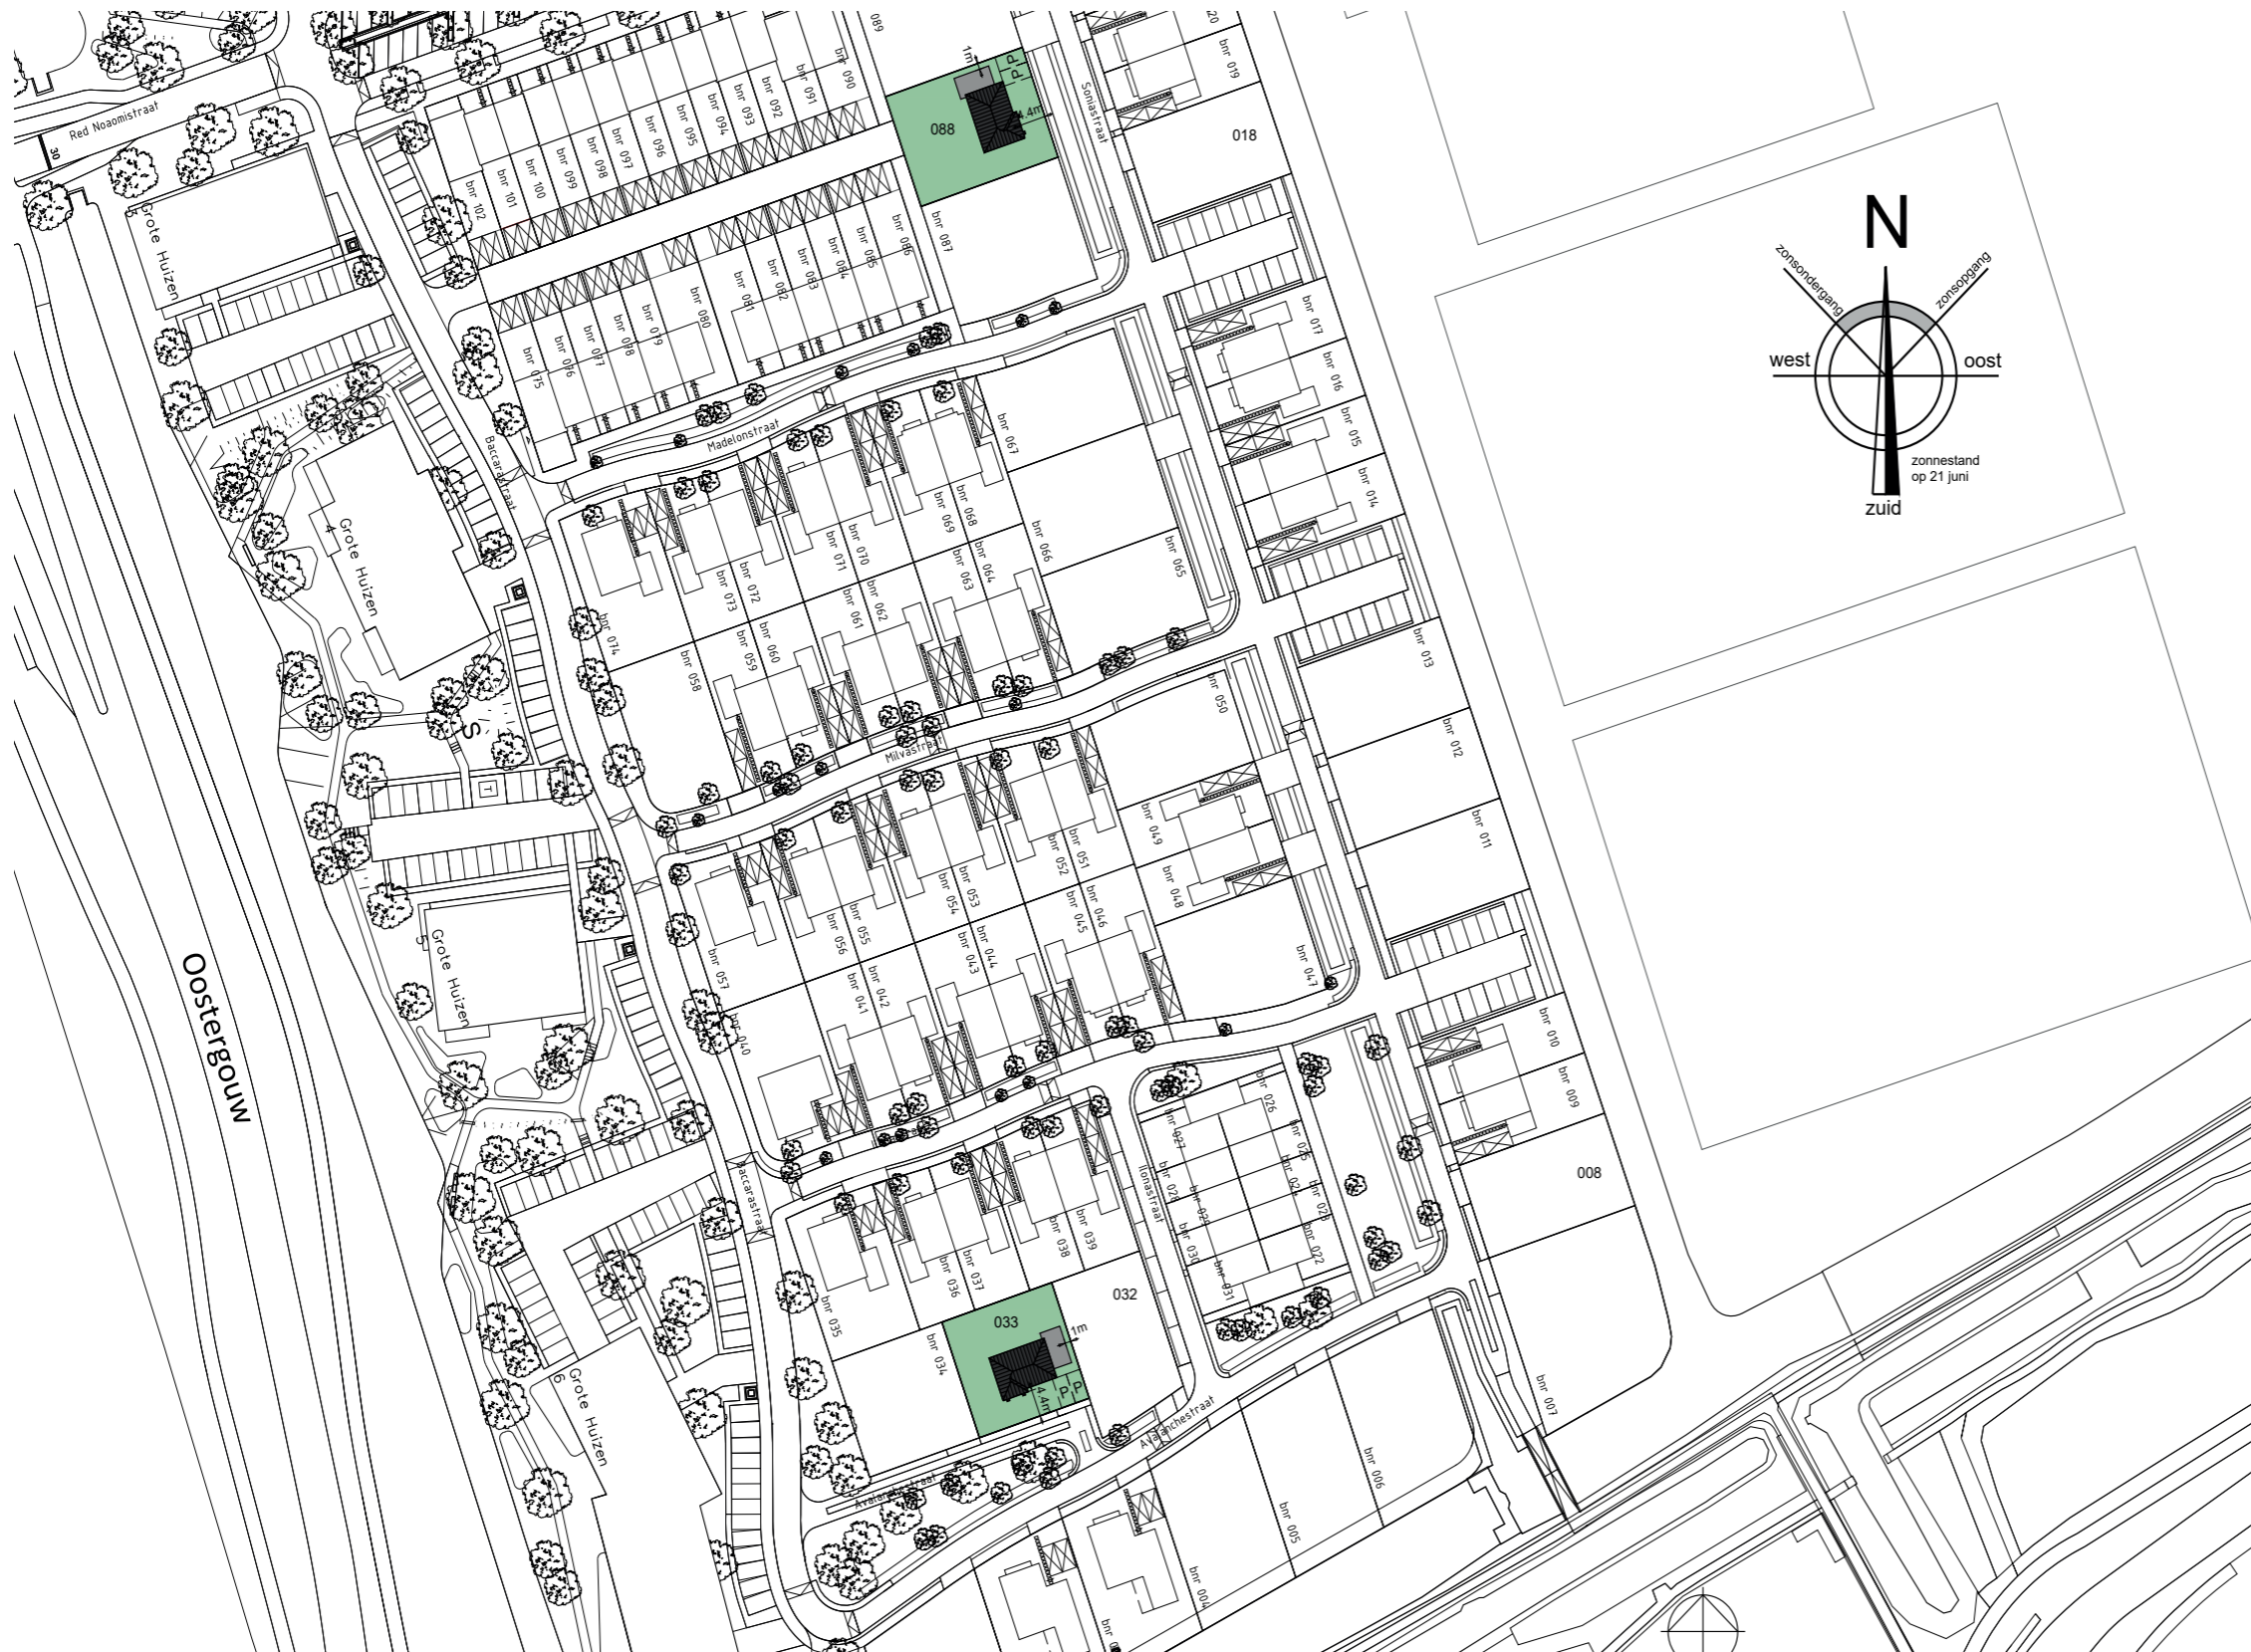 089
1m
P
P
4.4m
088
Soniastraat
20
bnr 019
018
Red Noaomistraat
30
bnr 090
bnr 091
bnr 092
bnr 093
bnr 094
bnr 095
bnr 096
bnr 097
bnr 098
bnr 099
bnr 100
bnr 101
bnr 102
3
Grote Huizen
N
zonsondergang
zonsopgang
west
oost
zonnestand
op 21 juni
zuid
bnr 087
bnr 086
bnr 085
bnr 084
bnr 083
bnr 082
bnr 081
bnr 080
bnr 079
bnr 078
bnr 077
bnr 076
bnr 075
bnr 017
bnr 016
bnr 015
bnr 014
Baccarastraat
Madelonstraat
4
Grote Huizen
bnr 067
bnr 068
bnr 069
bnr 070
bnr 071
bnr 072
bnr 073
bnr 074
bnr 066
bnr 065
bnr 064
bnr 063
bnr 062
bnr 061
bnr 060
bnr 059
bnr 058
bnr 013
bnr 012
bnr 011
S
T
Milvastraat
bnr 050
bnr 049
bnr 048
bnr 047
bnr 051
bnr 052
bnr 053
bnr 054
bnr 055
bnr 056
bnr 057
bnr 046
bnr 045
bnr 044
bnr 043
bnr 042
bnr 041
bnr 040
5
Grote Huizen
Oostergouw
bnr 010
bnr 009
008
bnr 026
bnr 025
bnr 024
bnr 023
bnr 022
bnr 027
bnr 028
bnr 029
bnr 030
bnr 031
Ilonastraat
Baccarastraat
bnr 039
bnr 038
bnr 037
bnr 036
bnr 035
bnr 034
033
032
1m
P
P
4.4m
6
Grote Huizen
Avalanchestraat
Avalanchestraat
bnr 007
bnr 006
bnr 005
bnr 004